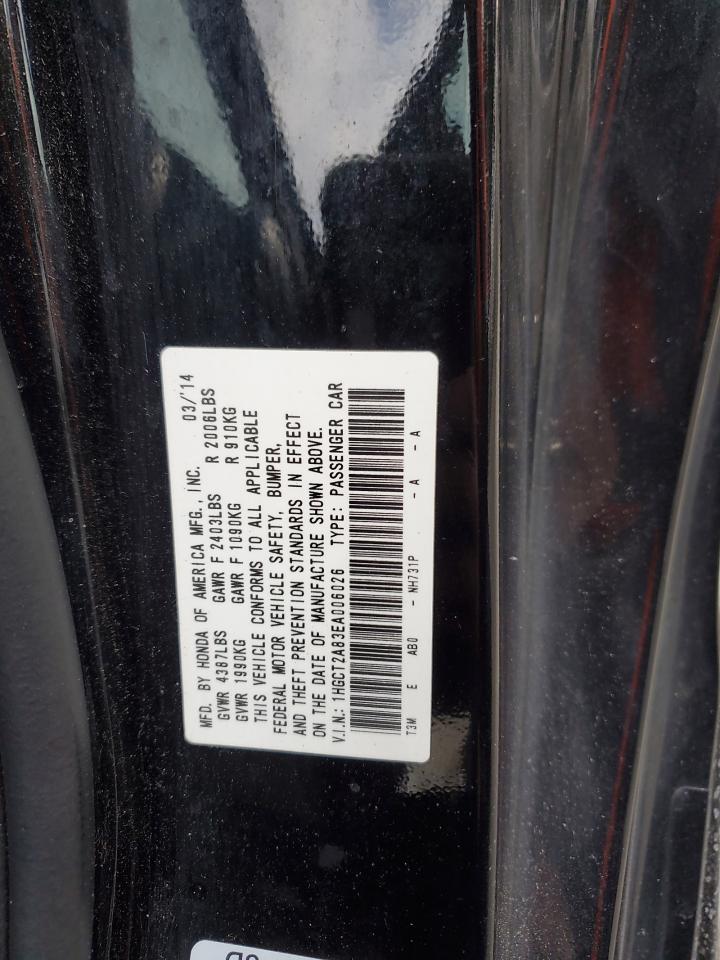 MFD. BY HONDA OF AMERICA MFG., INC. 03/'14
GVWR 4387LBS GAWR F 2403LBS R 2006LBS
GVWR 1990KG GAWR F 1090KG R 910KG
THIS VEHICLE CONFORMS TO ALL APPLICABLE
FEDERAL MOTOR VEHICLE SAFETY, BUMPER,
AND THEFT PREVENTION STANDARDS IN EFFECT
ON THE DATE OF MANUFACTURE SHOWN ABOVE.
V.I.N.: 1HGCT2A83EA006026 TYPE: PASSENGER CAR
T3M E AB0 - NH731P - A - A